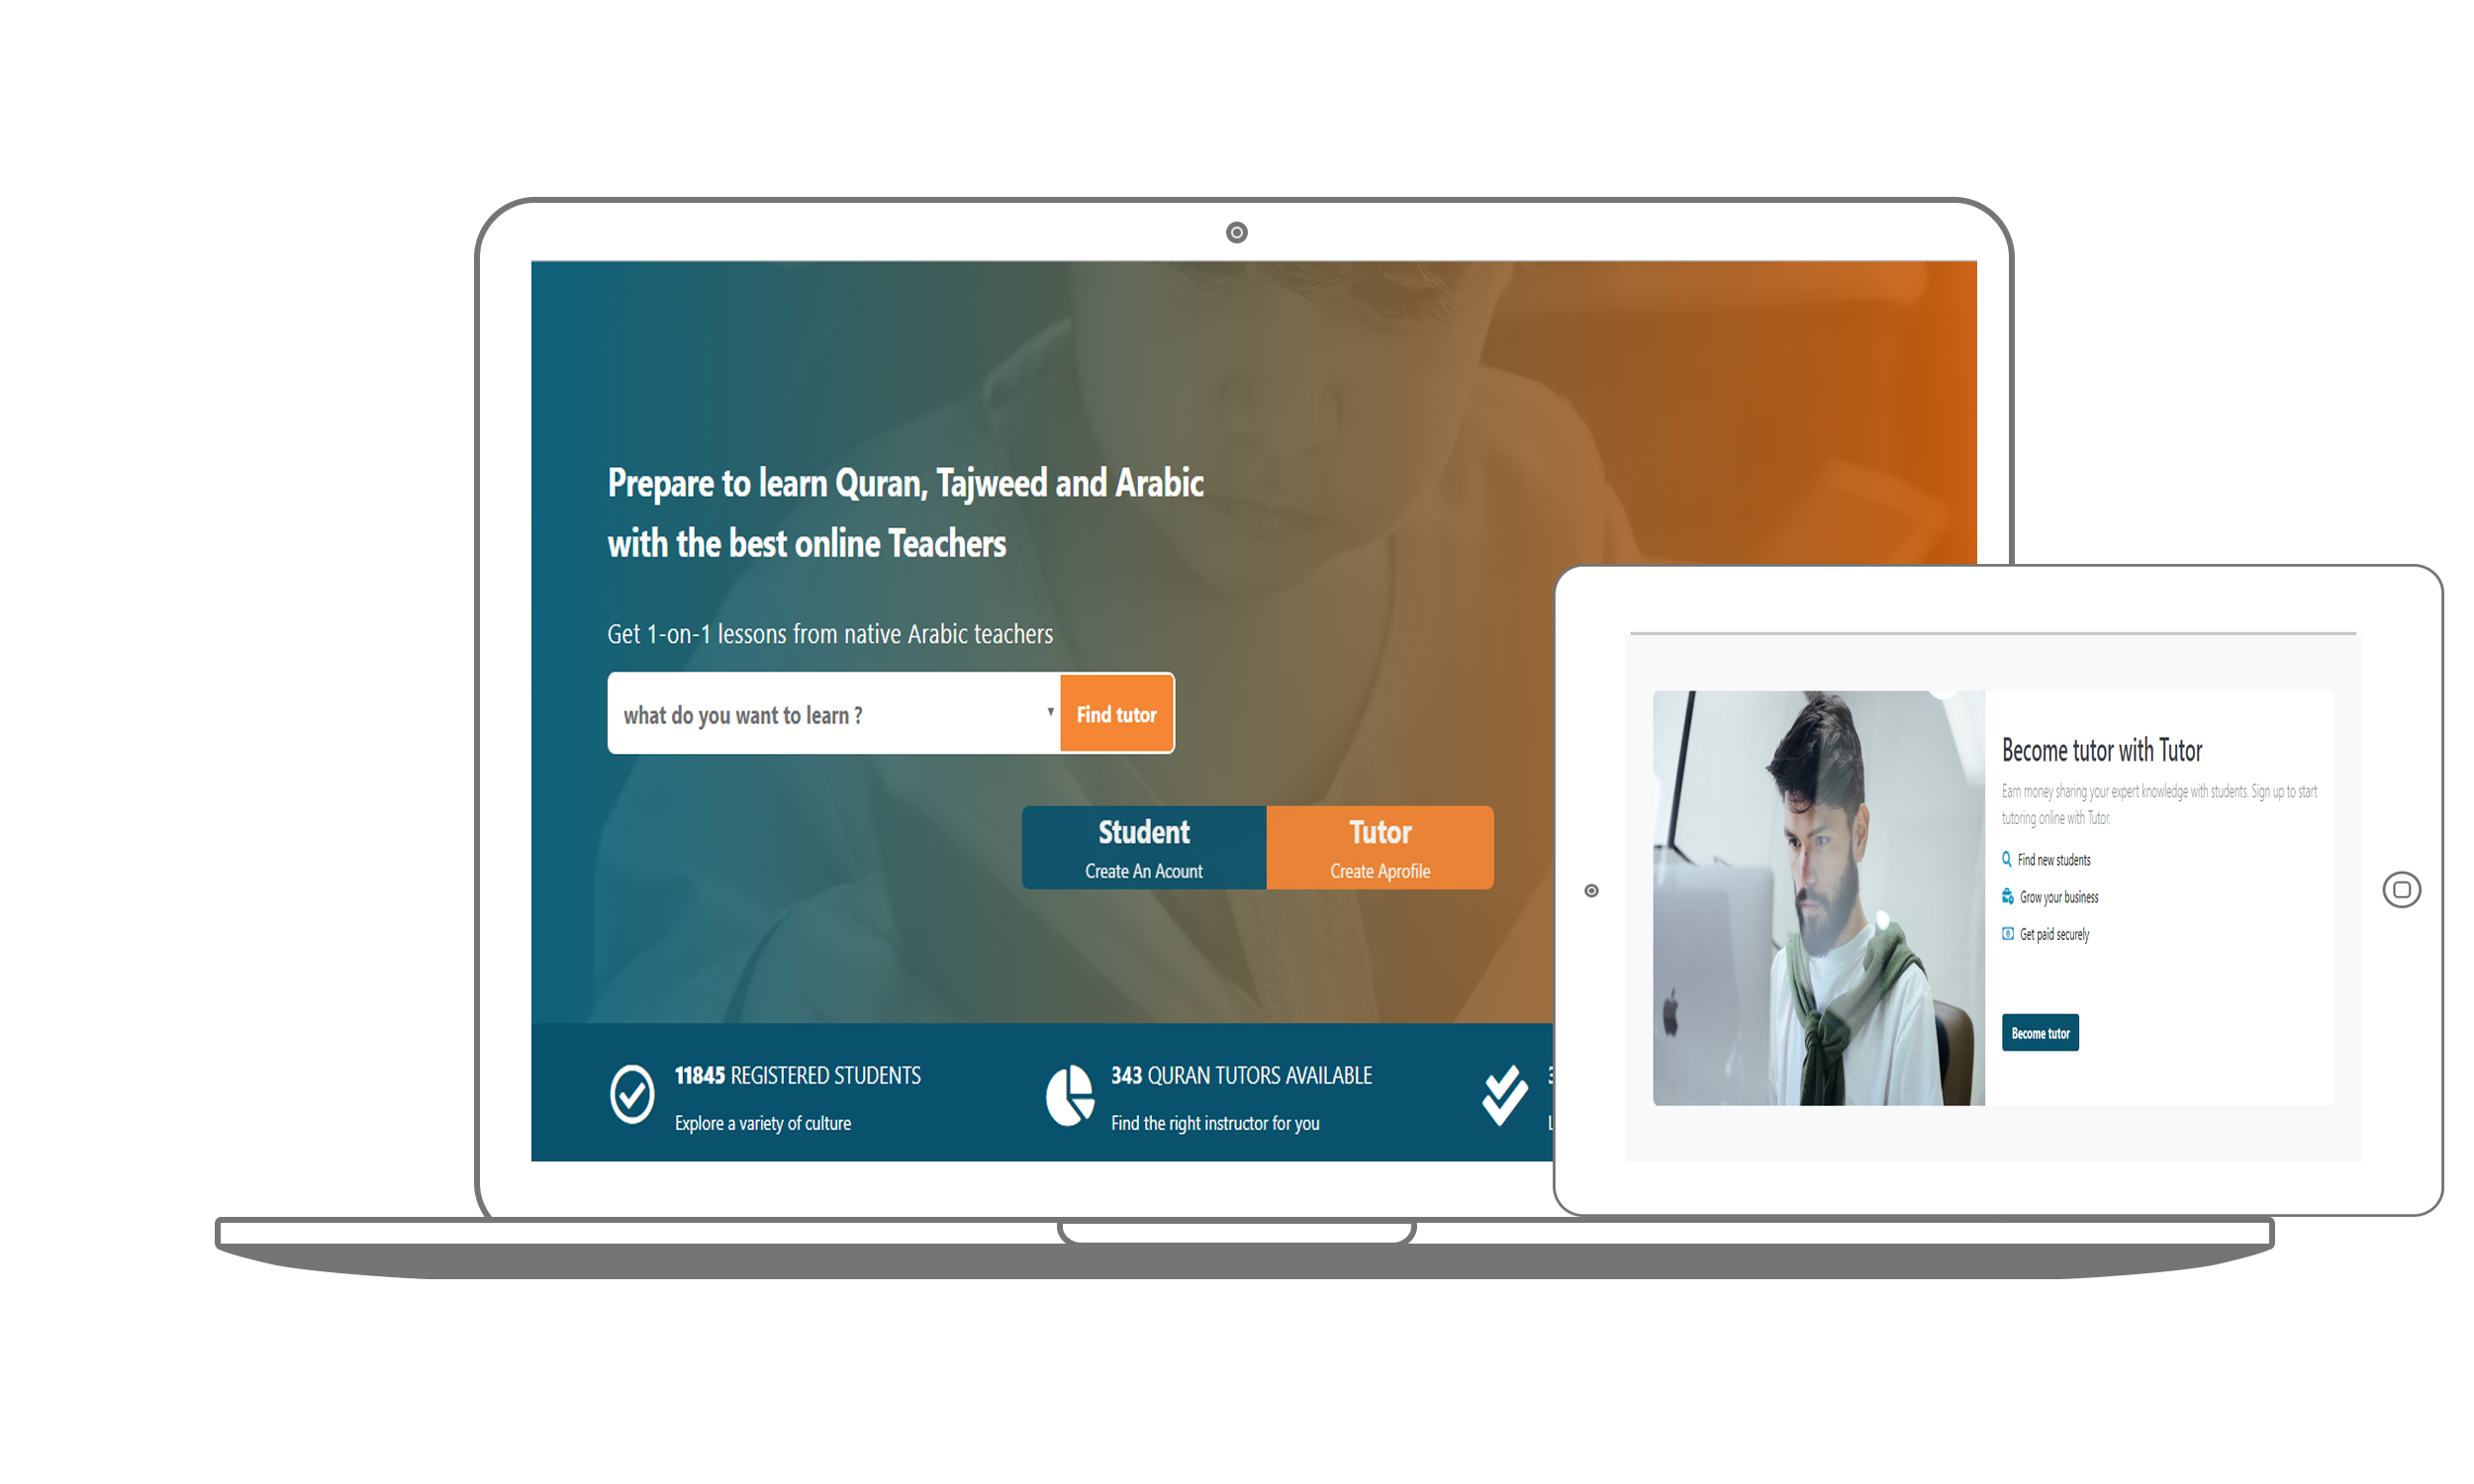 Prepare to learn Quran, Tajweed and Arabic
with the best online Teachers
Get 1-on-1 lessons from native Arabic teachers
what do you want to learn ?
Find tutor
Student
Create An Acount
Tutor
Create Aprofile
11845 REGISTERED STUDENTS
Explore a variety of culture
343 QURAN TUTORS AVAILABLE
Find the right instructor for you
Become tutor with Tutor
Earn money sharing your expert knowledge with students. Sign up to start
tutoring online with Tutor.
Find new students
Grow your business
Get paid securely
Become tutor